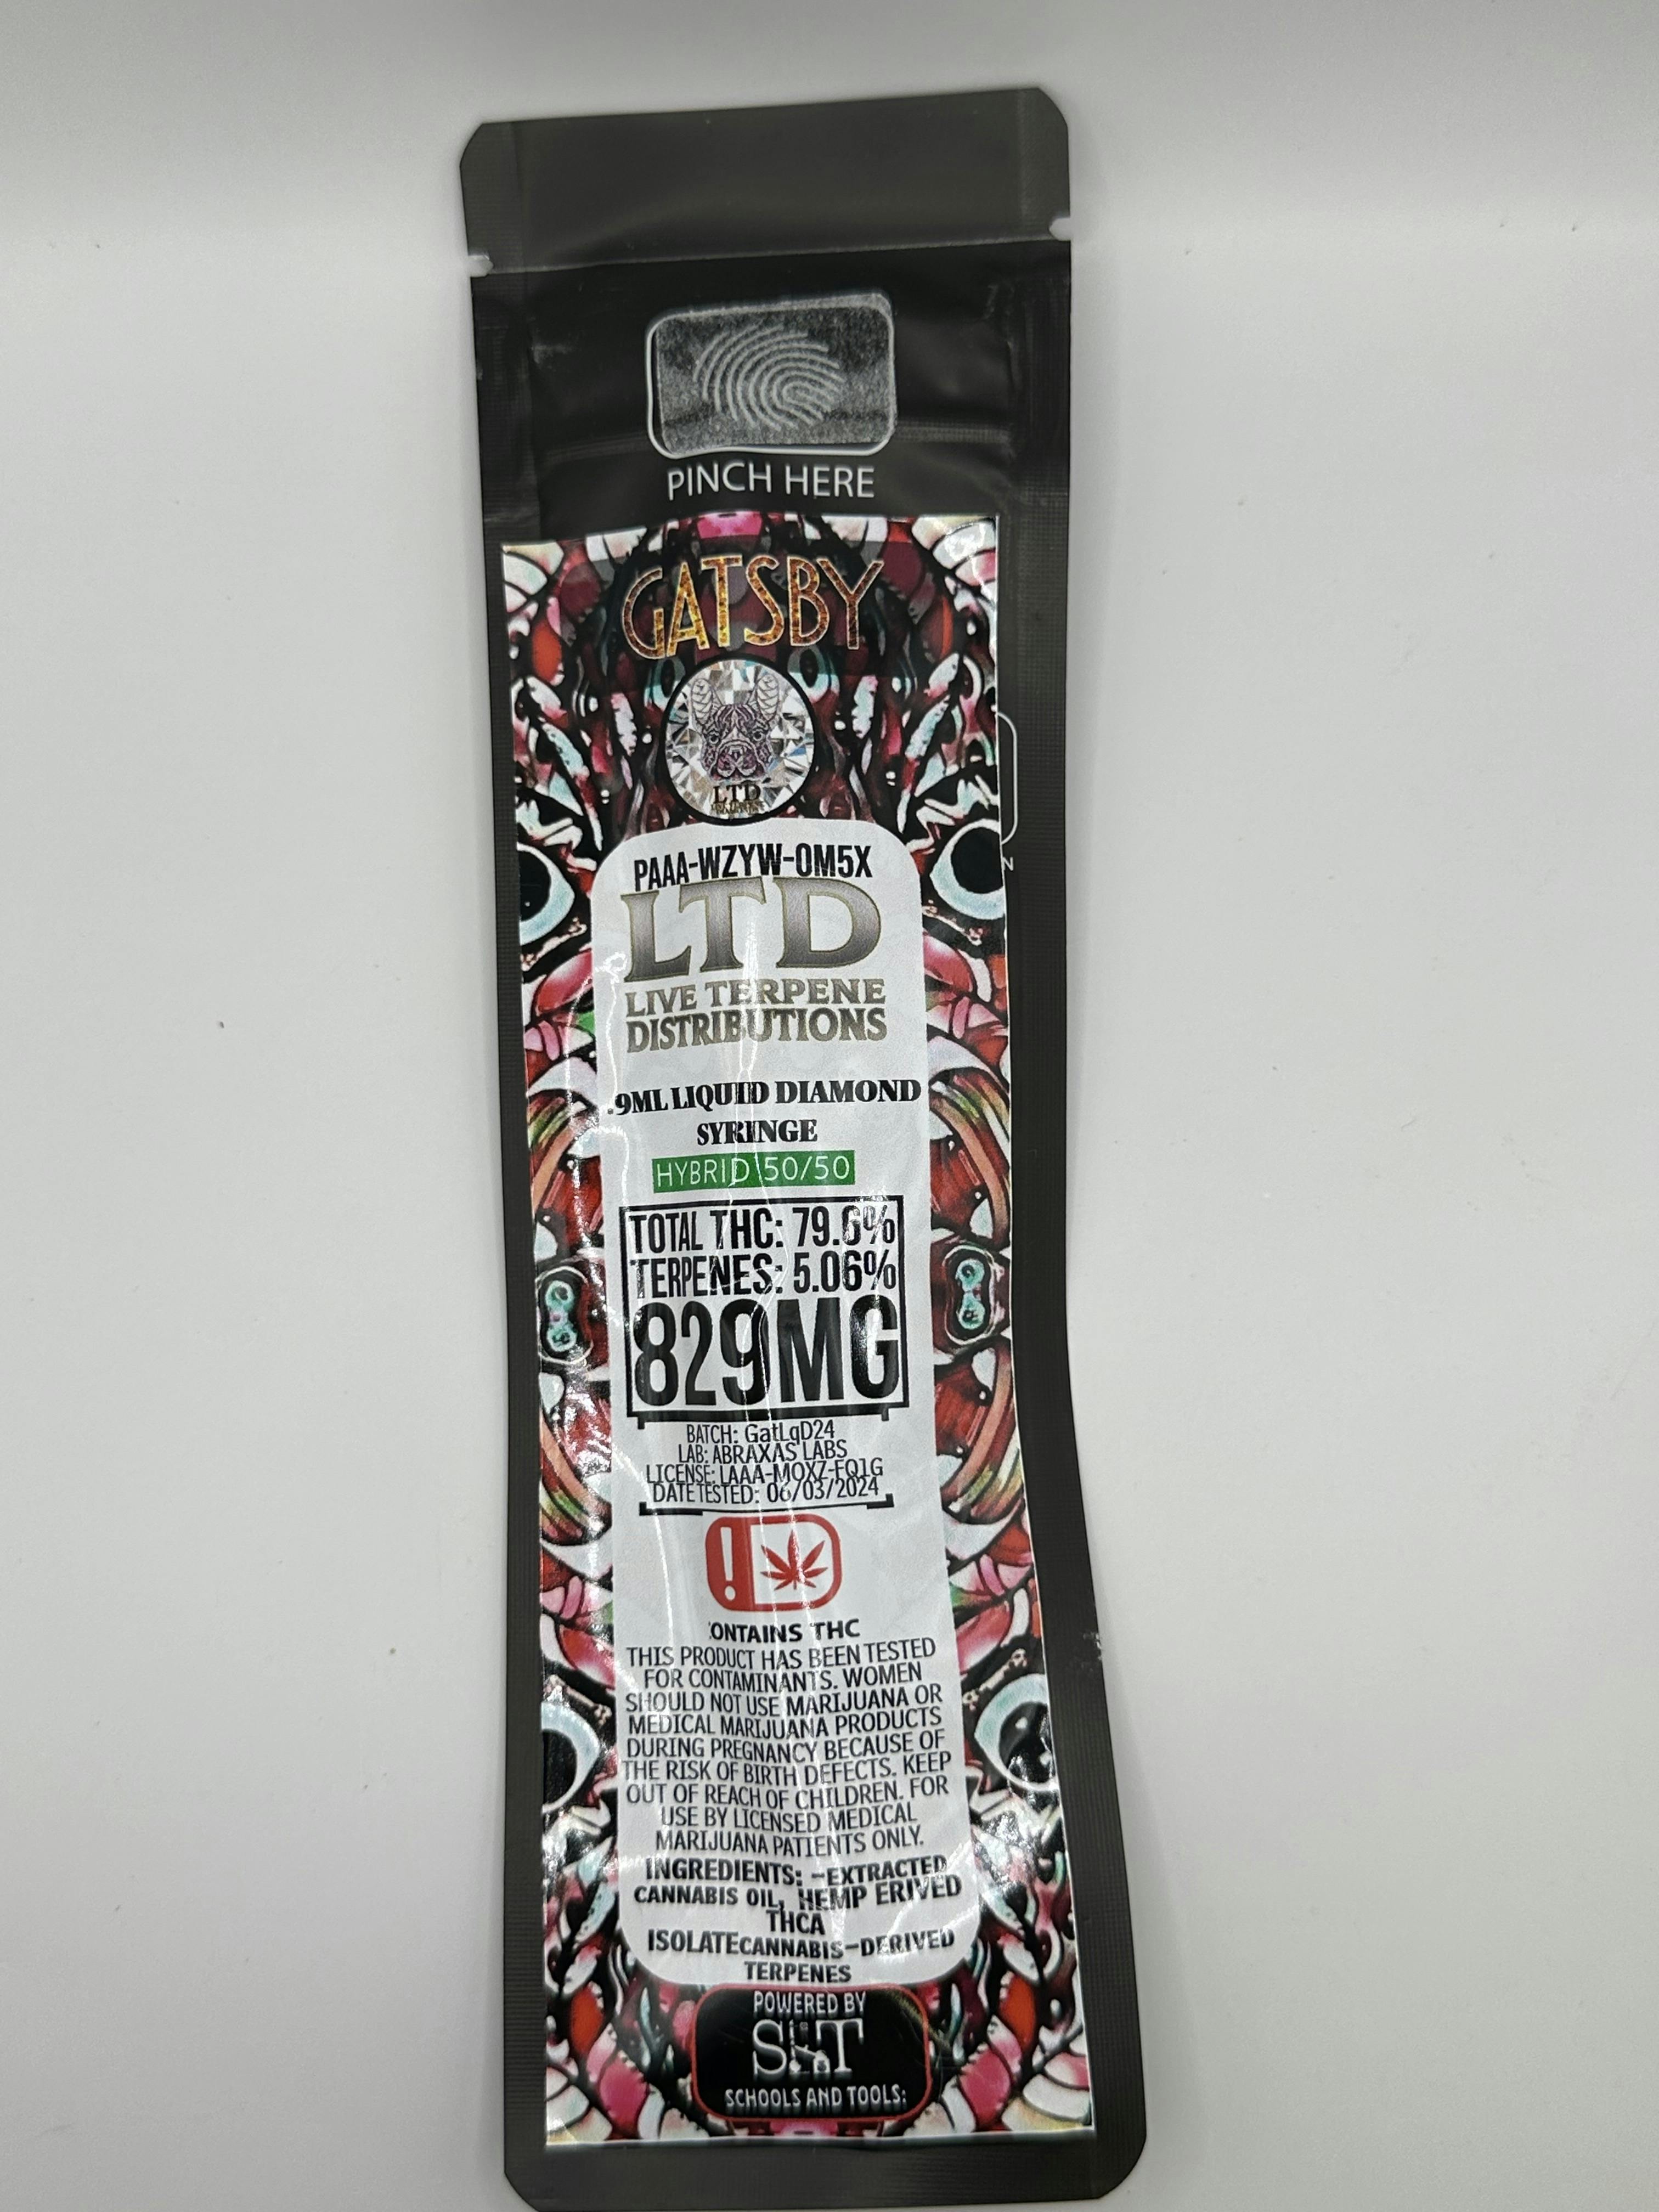 PINCH HERE
GATSBY
LTD
PAAA-WZYW-OM5X
LTD
LIVE TERPENE
DISTRIBUTIONS
.9ML LIQUID DIAMOND
SYRINGE
HYBRID 50/50
TOTAL THC: 79.6%
TERPENES: 5.06%
829MG
BATCH: GatLqD24
LAB: ABRAXAS LABS
LICENSE: LAAA-MOXZ-FQ1G
DATE TESTED: 06/03/2024
!
ONTAINS THC
THIS PRODUCT HAS BEEN TESTED
FOR CONTAMINANTS. WOMEN
SHOULD NOT USE MARIJUANA OR
MEDICAL MARIJUANA PRODUCTS
DURING PREGNANCY BECAUSE OF
THE RISK OF BIRTH DEFECTS. KEEP
OUT OF REACH OF CHILDREN. FOR
USE BY LICENSED MEDICAL
MARIJUANA PATIENTS ONLY.
INGREDIENTS: -EXTRACTED
CANNABIS OIL, HEMP ERIVED
THCA
ISOLATECANNABIS-DERIVED
TERPENES
POWERED BY
SCHOOLS AND TOOLS: